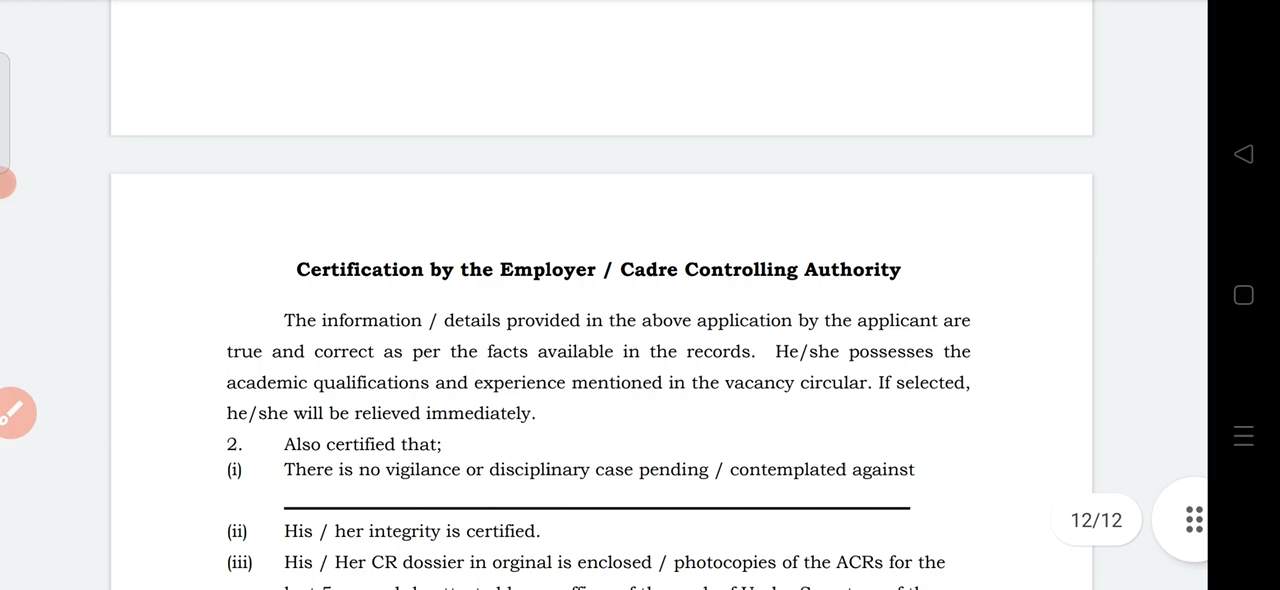 Certification by the Employer / Cadre Controlling Authority
The information / details provided in the above application by the applicant are
true and correct as per the facts available in the records. He/she possesses the
academic qualifications and experience mentioned in the vacancy circular. If selected,
he/she will be relieved immediately.
2. Also certified that;
(i) There is no vigilance or disciplinary case pending / contemplated against
(ii) His / her integrity is certified.
12/12
(iii) His / Her CR dossier in orginal is enclosed / photocopies of the ACRs for the